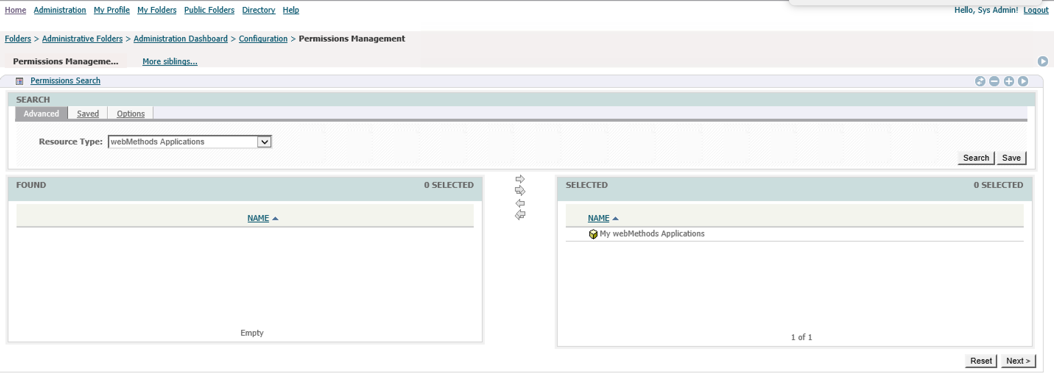 Home Administration My Profile My Folders Public Folders Directory Help Hello, Sys Admin! Logout
Folders > Administrative Folders > Administration Dashboard > Configuration > Permissions Management
Permissions Manageme... More siblings...
Permissions Search
SEARCH
Advanced Saved Options
Resource Type: webMethods Applications
Search Save
FOUND 0 SELECTED
NAME
Empty
SELECTED 0 SELECTED
NAME
My webMethods Applications
1 of 1
Reset Next >